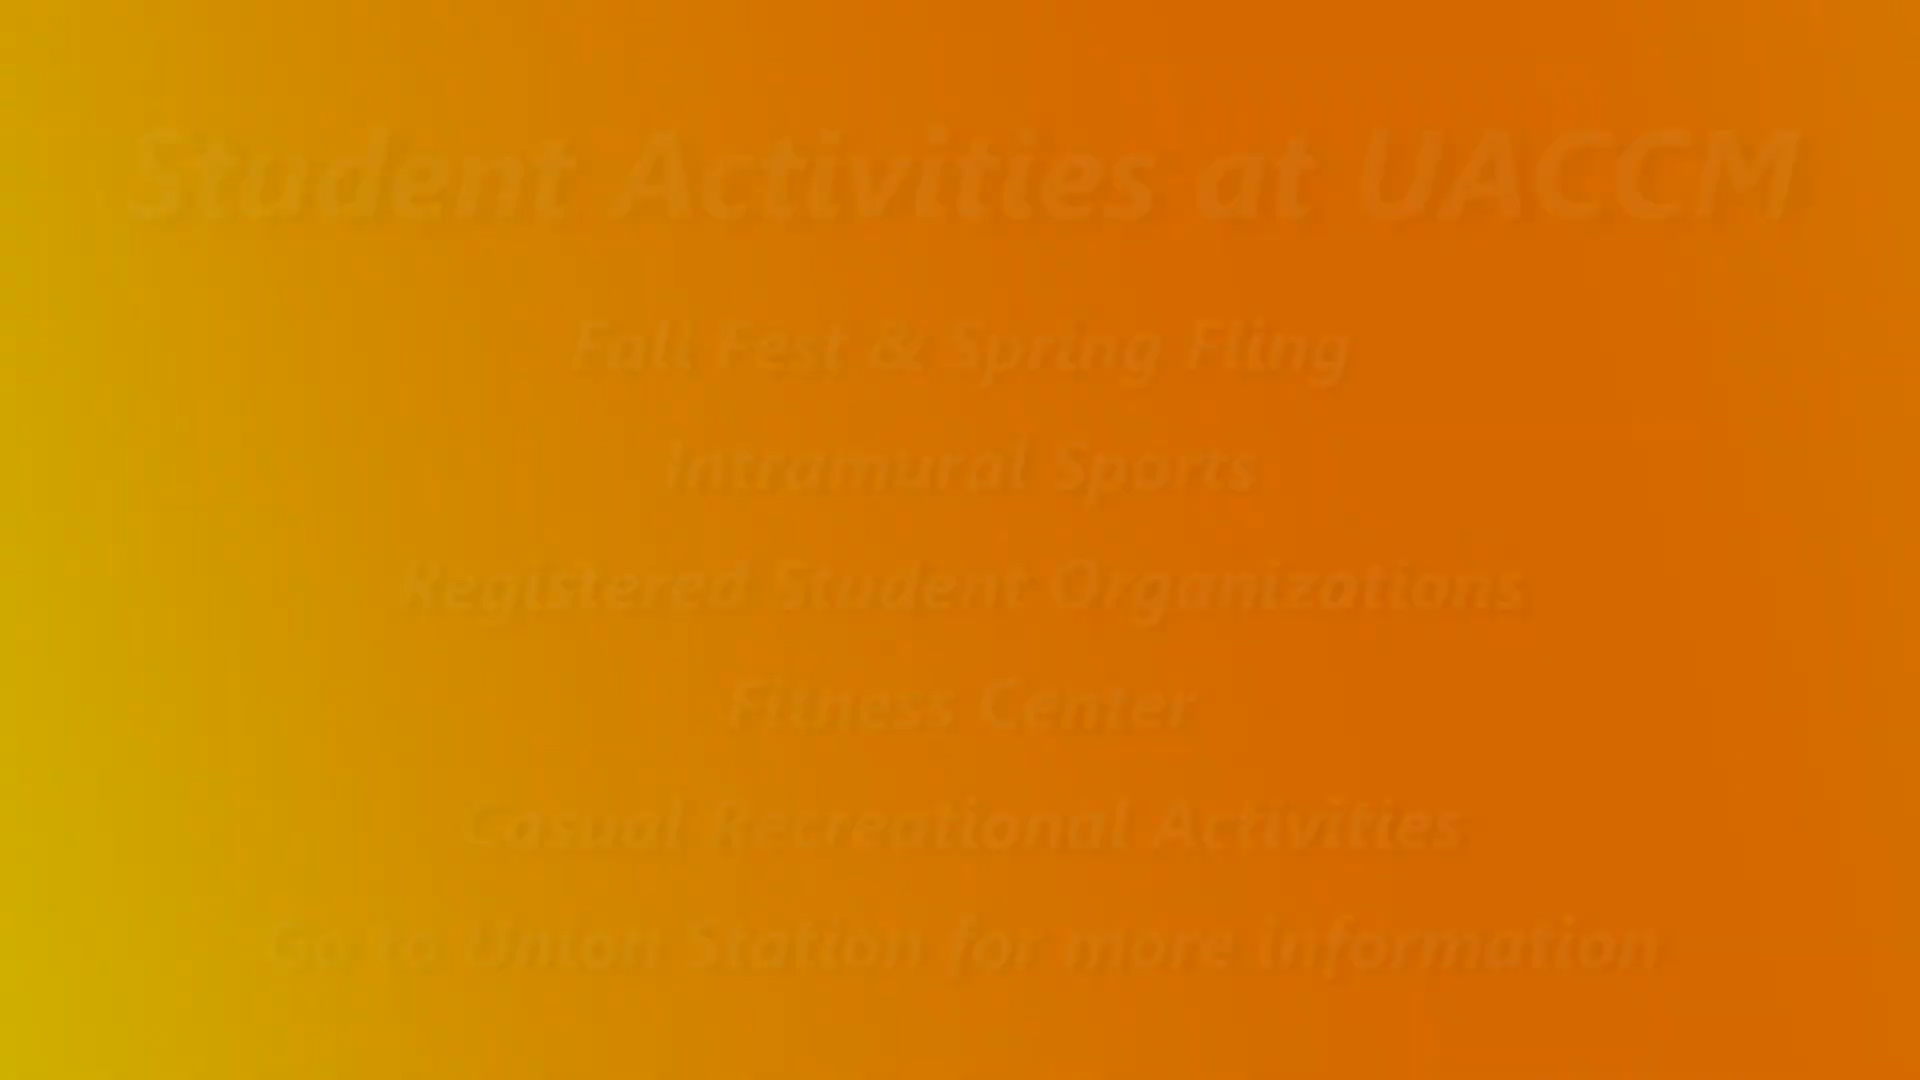 Student Activities at UACCM
Fall Fest & Spring Fling
Intramural Sports
Registered Student Organizations
Fitness Center
Casual Recreational Activities
Go to Union Station for more information